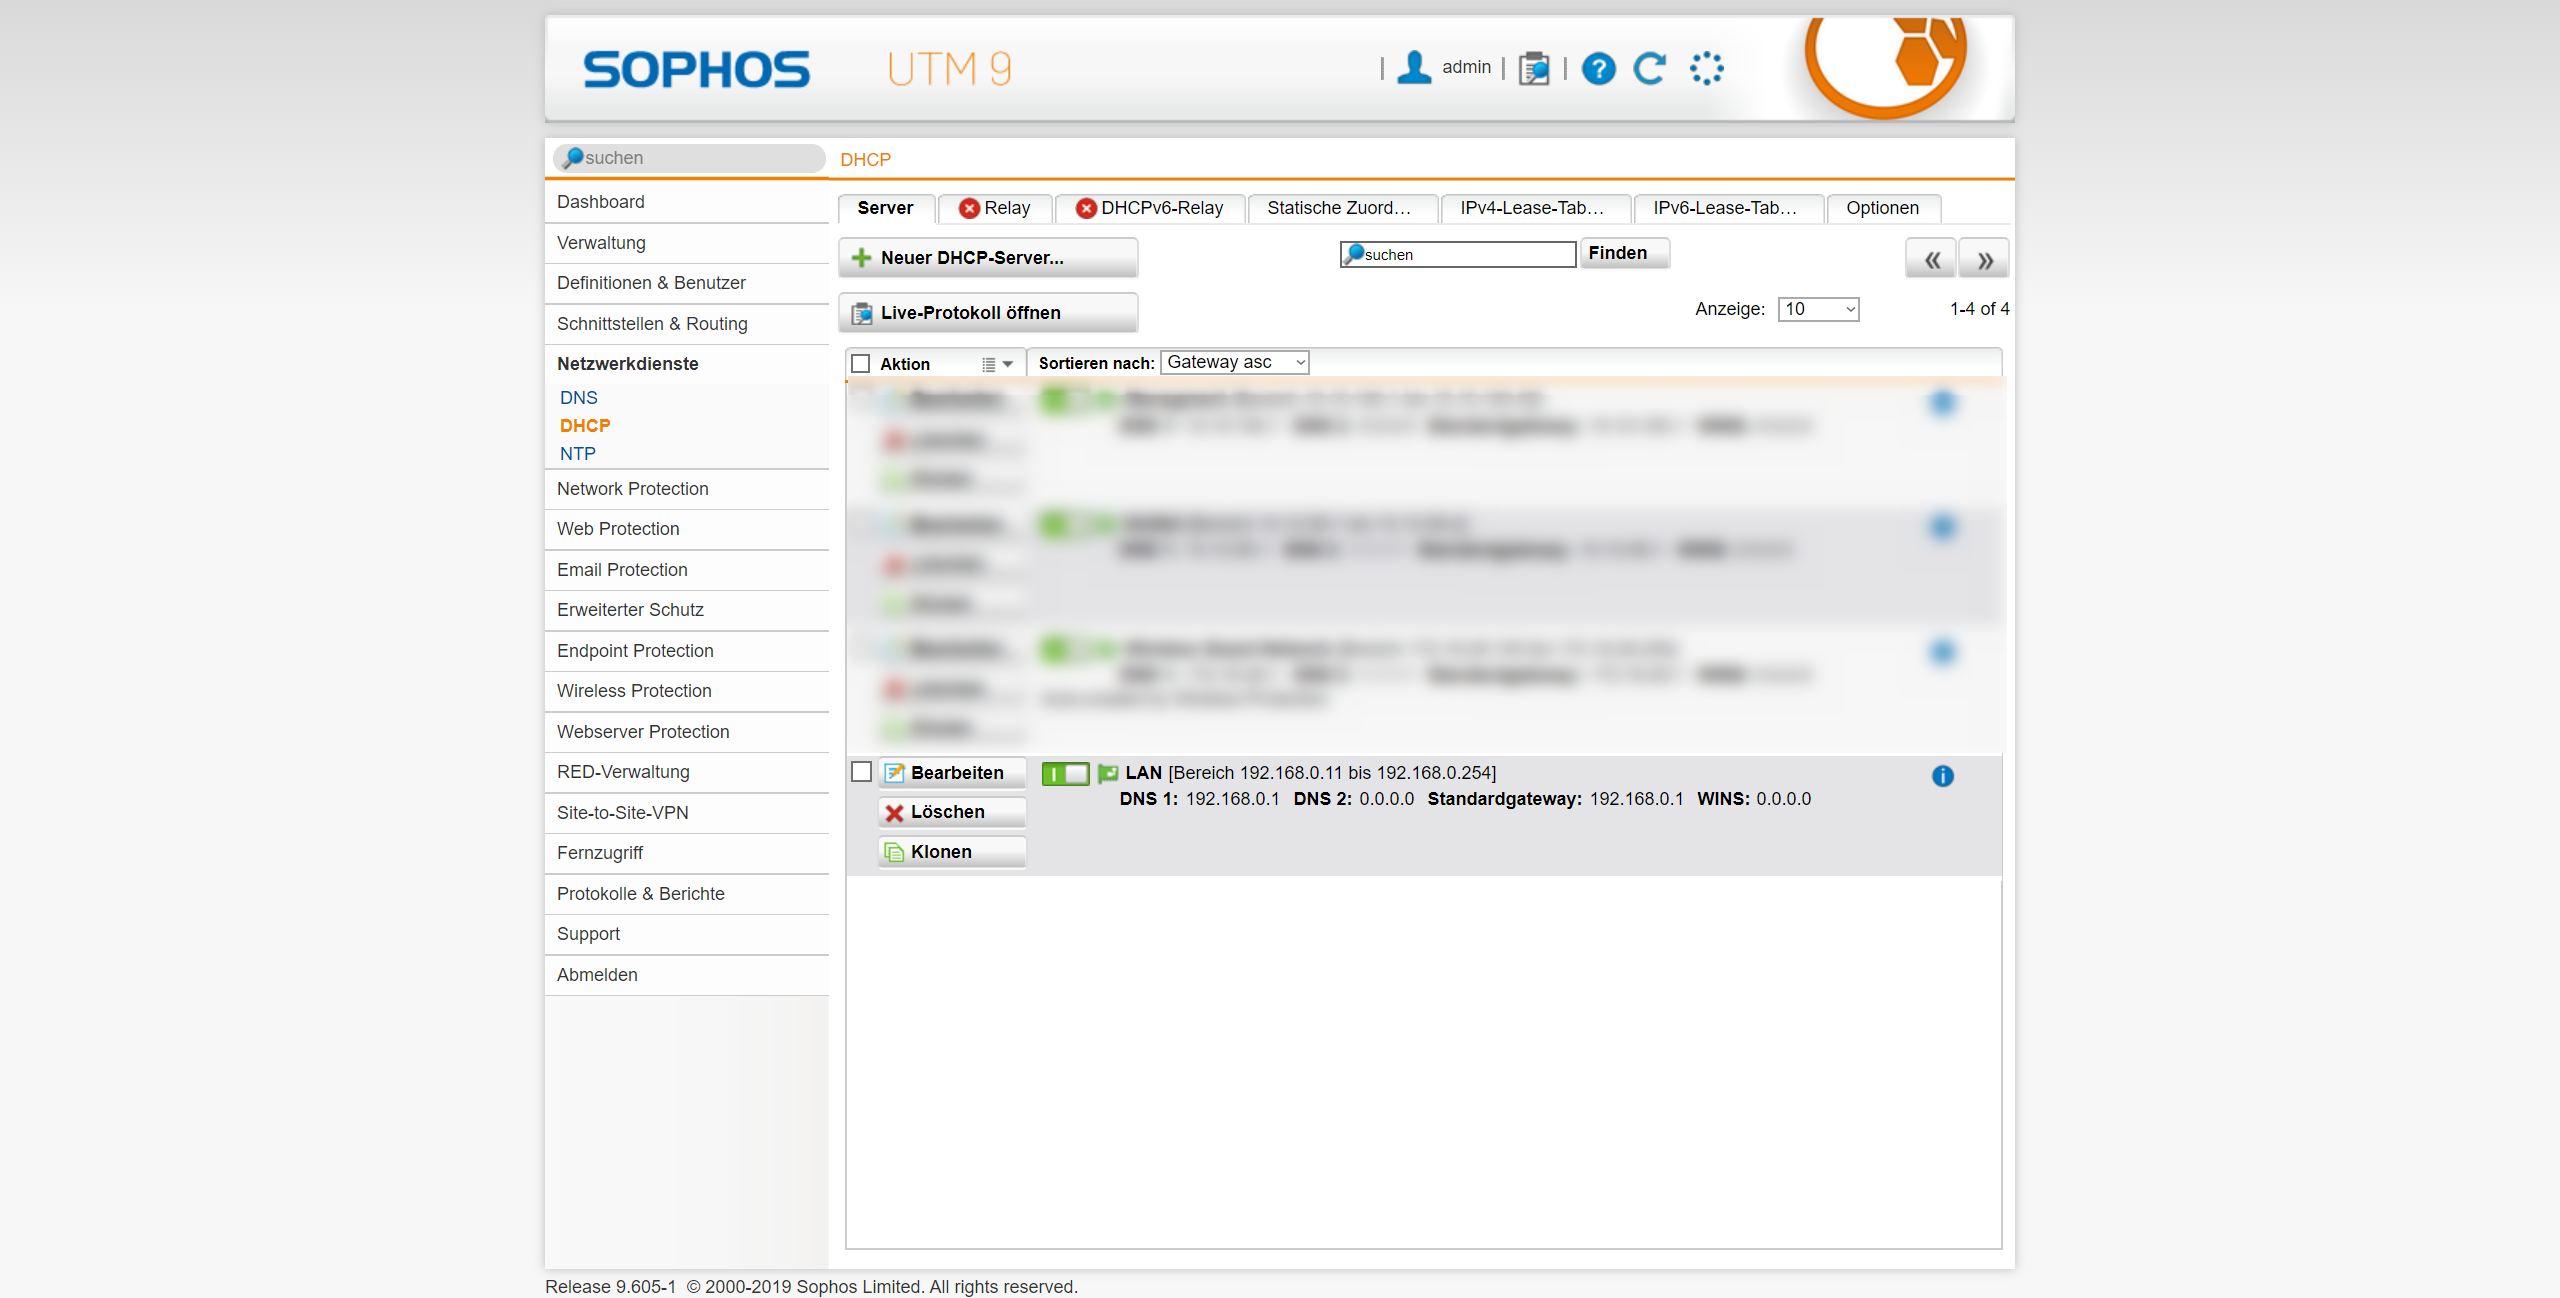 SOPHOS UTM 9
| admin | |
suchen
DHCP
Dashboard
Verwaltung
Definitionen & Benutzer
Schnittstellen & Routing
Netzwerkdienste
DNS
DHCP
NTP
Network Protection
Web Protection
Email Protection
Erweiterter Schutz
Endpoint Protection
Wireless Protection
Webserver Protection
RED-Verwaltung
Site-to-Site-VPN
Fernzugriff
Protokolle & Berichte
Support
Abmelden
Server Relay DHCPv6-Relay Statische Zuord… IPv4-Lease-Tab… IPv6-Lease-Tab… Optionen
Neuer DHCP-Server... suchen Finden « »
Live-Protokoll öffnen Anzeige: 10 1-4 of 4
Aktion Sortieren nach: Gateway asc
Bearbeiten LAN [Bereich 192.168.0.11 bis 192.168.0.254]
DNS 1: 192.168.0.1 DNS 2: 0.0.0.0 Standardgateway: 192.168.0.1 WINS: 0.0.0.0
Löschen
Klonen
Release 9.605-1 © 2000-2019 Sophos Limited. All rights reserved.